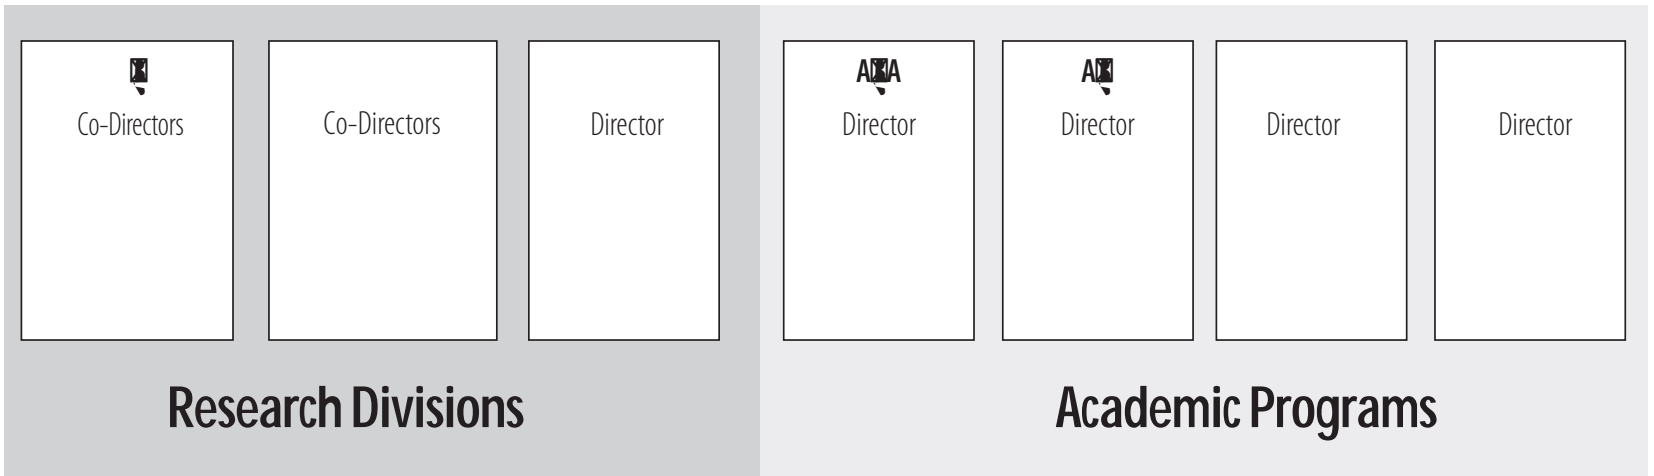 Co-Directors
Co-Directors
Director
Director
Director
Director
Director
Research Divisions
Academic Programs